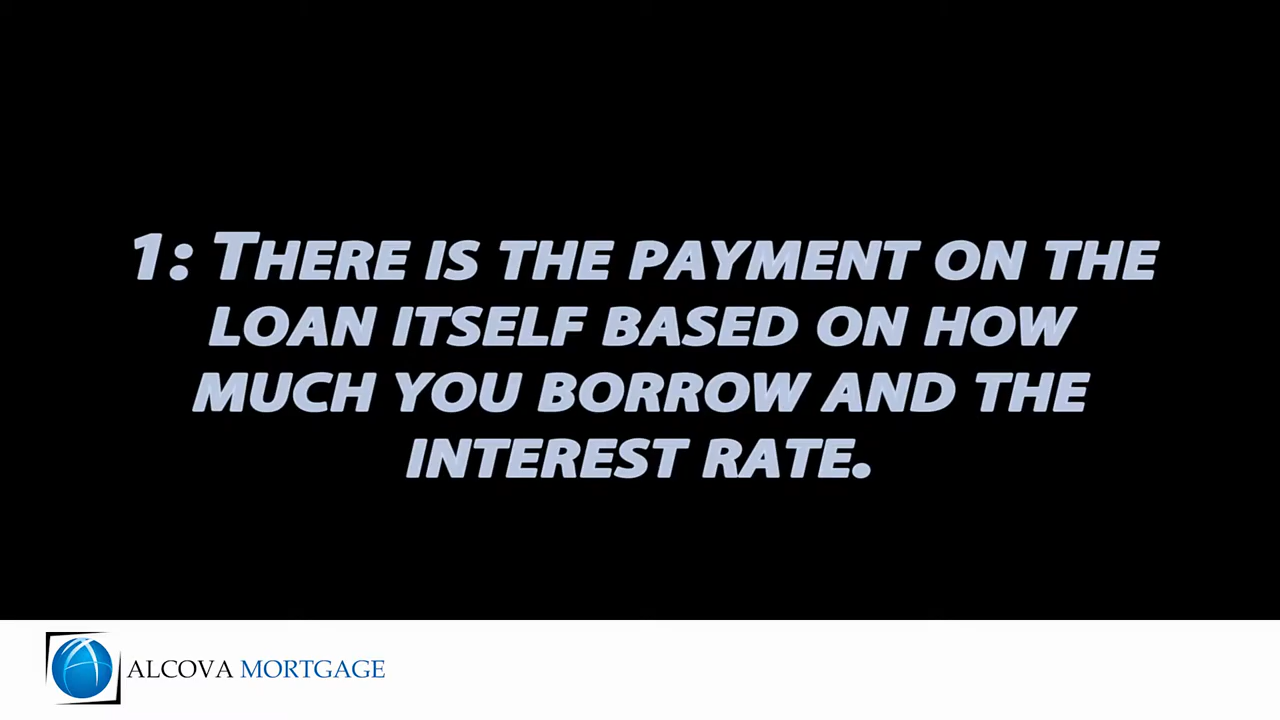 1: THERE IS THE PAYMENT ON THE
LOAN ITSELF BASED ON HOW
MUCH YOU BORROW AND THE
INTEREST RATE.
ALCOVA MORTGAGE